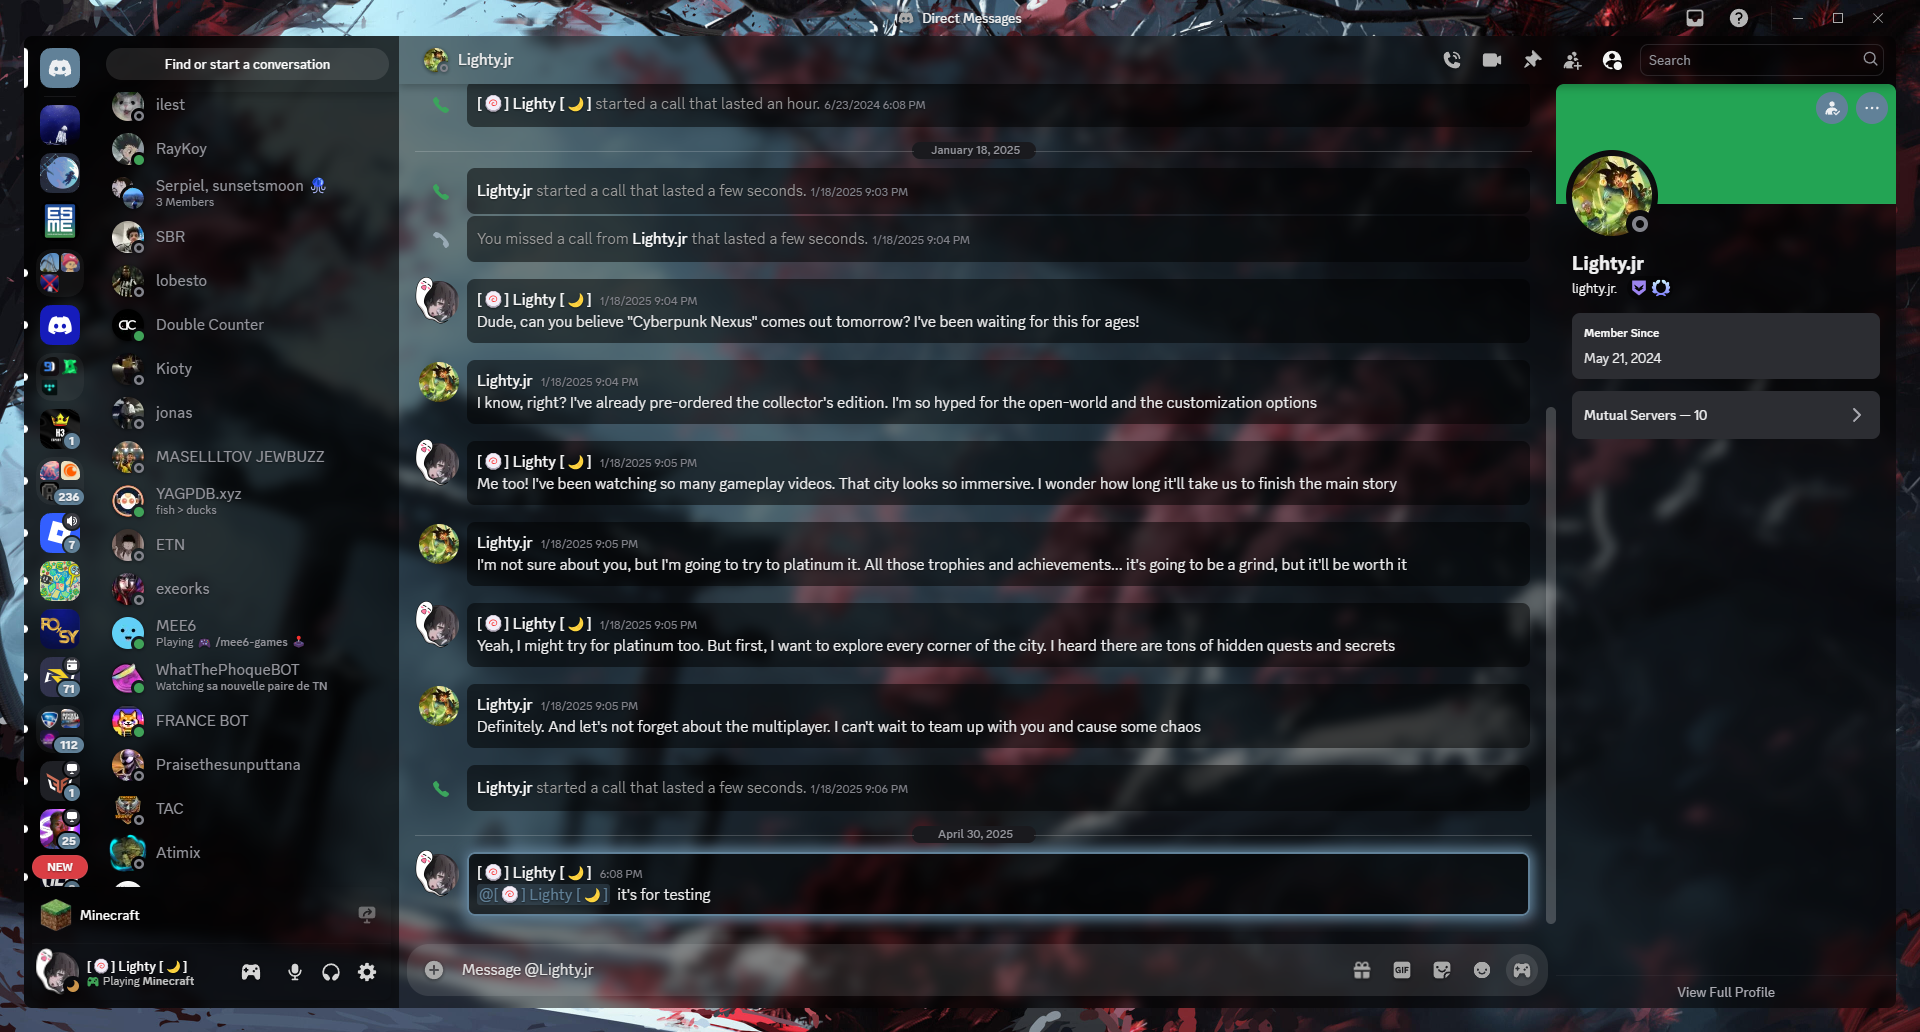 Direct Messages
Find or start a conversation
ilest
RayKoy
Serpiel, sunsetsmoon
3 Members
SBR
lobesto
Double Counter
Kioty
jonas
MASELLLTOV JEWBUZZ
YAGPDB.xyz
fish > ducks
ETN
exeorks
MEE6
Playing 🎮 /mee6-games 🕹️
WhatThePhoqueBOT
Watching sa nouvelle paire de TN
FRANCE BOT
Praisethesunputtana
TAC
Atimix
ES
ME
H3
1
236
7
71
112
1
25
NEW
Minecraft
[🍥] Lighty [🌙]
Playing Minecraft
Lighty.jr
Search
[🍥] Lighty [🌙] started a call that lasted an hour. 6/23/2024 6:08 PM
January 18, 2025
Lighty.jr started a call that lasted a few seconds. 1/18/2025 9:03 PM
You missed a call from Lighty.jr that lasted a few seconds. 1/18/2025 9:04 PM
[🍥] Lighty [🌙] 1/18/2025 9:04 PM
Dude, can you believe "Cyberpunk Nexus" comes out tomorrow? I've been waiting for this for ages!
Lighty.jr 1/18/2025 9:04 PM
I know, right? I've already pre-ordered the collector's edition. I'm so hyped for the open-world and the customization options
[🍥] Lighty [🌙] 1/18/2025 9:05 PM
Me too! I've been watching so many gameplay videos. That city looks so immersive. I wonder how long it'll take us to finish the main story
Lighty.jr 1/18/2025 9:05 PM
I'm not sure about you, but I'm going to try to platinum it. All those trophies and achievements... it's going to be a grind, but it'll be worth it
[🍥] Lighty [🌙] 1/18/2025 9:05 PM
Yeah, I might try for platinum too. But first, I want to explore every corner of the city. I heard there are tons of hidden quests and secrets
Lighty.jr 1/18/2025 9:05 PM
Definitely. And let's not forget about the multiplayer. I can't wait to team up with you and cause some chaos
Lighty.jr started a call that lasted a few seconds. 1/18/2025 9:06 PM
April 30, 2025
[🍥] Lighty [🌙] 6:08 PM
@[🍥] Lighty [🌙] it's for testing
Message @Lighty.jr
GIF
Lighty.jr
lighty.jr.
Member Since
May 21, 2024
Mutual Servers — 10
View Full Profile